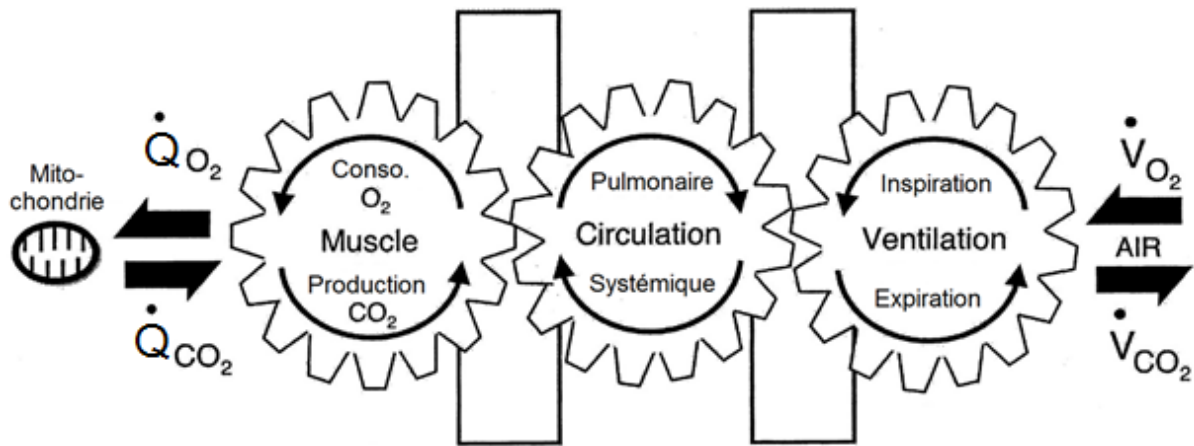 Q̇O₂
Mito-
chondrie
Q̇CO₂
Conso.
O₂
Muscle
Production
CO₂
Pulmonaire
Circulation
Systémique
Inspiration
Ventilation
Expiration
V̇O₂
AIR
V̇CO₂